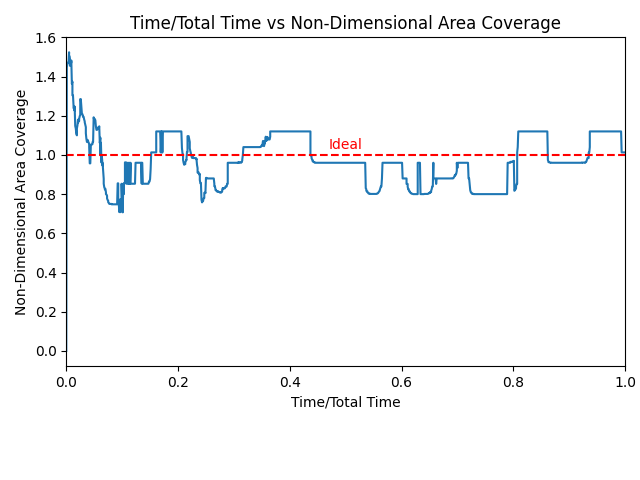 Time/Total Time vs Non-Dimensional Area Coverage
Non-Dimensional Area Coverage
1.6
1.4
1.2
1.0
0.8
0.6
0.4
0.2
0.0
Ideal
0.0 0.2 0.4 0.6 0.8 1.0
Time/Total Time